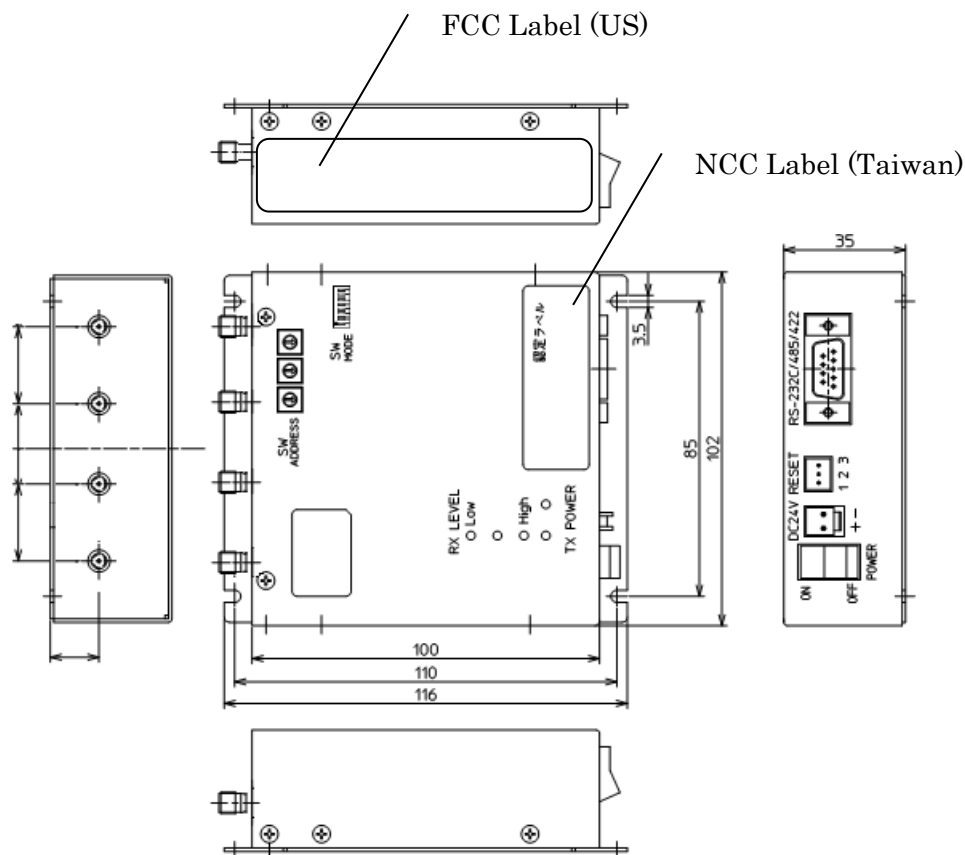 FCC Label (US)
NCC Label (Taiwan)
35
SW
MODE
認定ラベル
3.5
SW
ADDRESS
85
102
RX LEVEL
Low
High
TX POWER
RS-232C/485/422
RESET
1 2 3
DC24V
+ -
ON
OFF
POWER
100
110
116